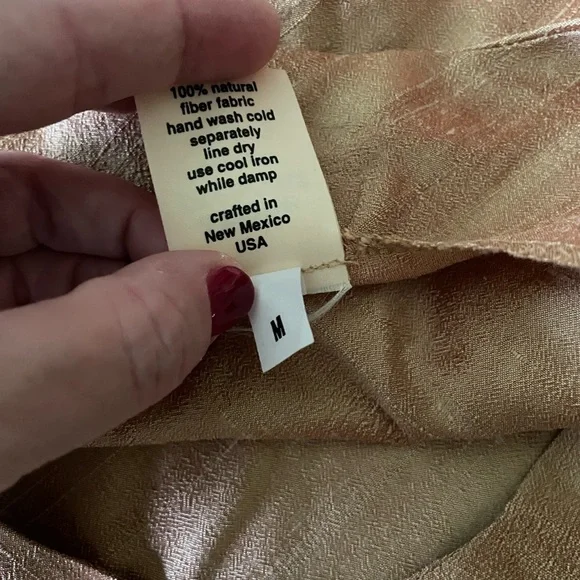 100% natural
fiber fabric
hand wash cold
separately
line dry
use cool iron
while damp
crafted in
New Mexico
USA
M